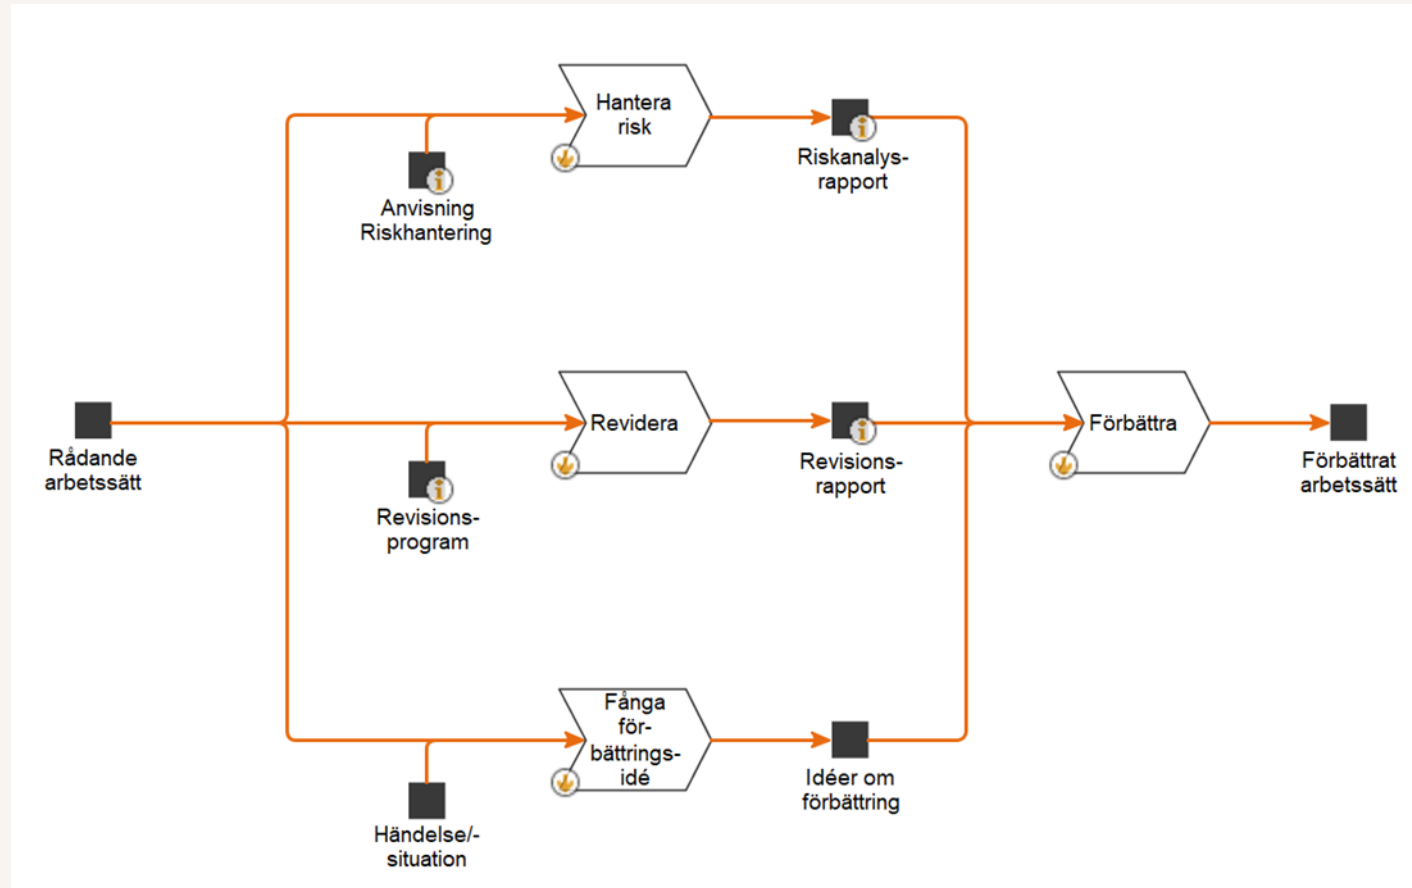 Hantera
risk
Riskanalys-
rapport
Anvisning
Riskhantering
Rådande
arbetssätt
Revidera
Revisions-
rapport
Revisions-
program
Förbättra
Förbättrat
arbetssätt
Fånga
för-
bättrings-
idé
Idéer om
förbättring
Händelse/-
situation